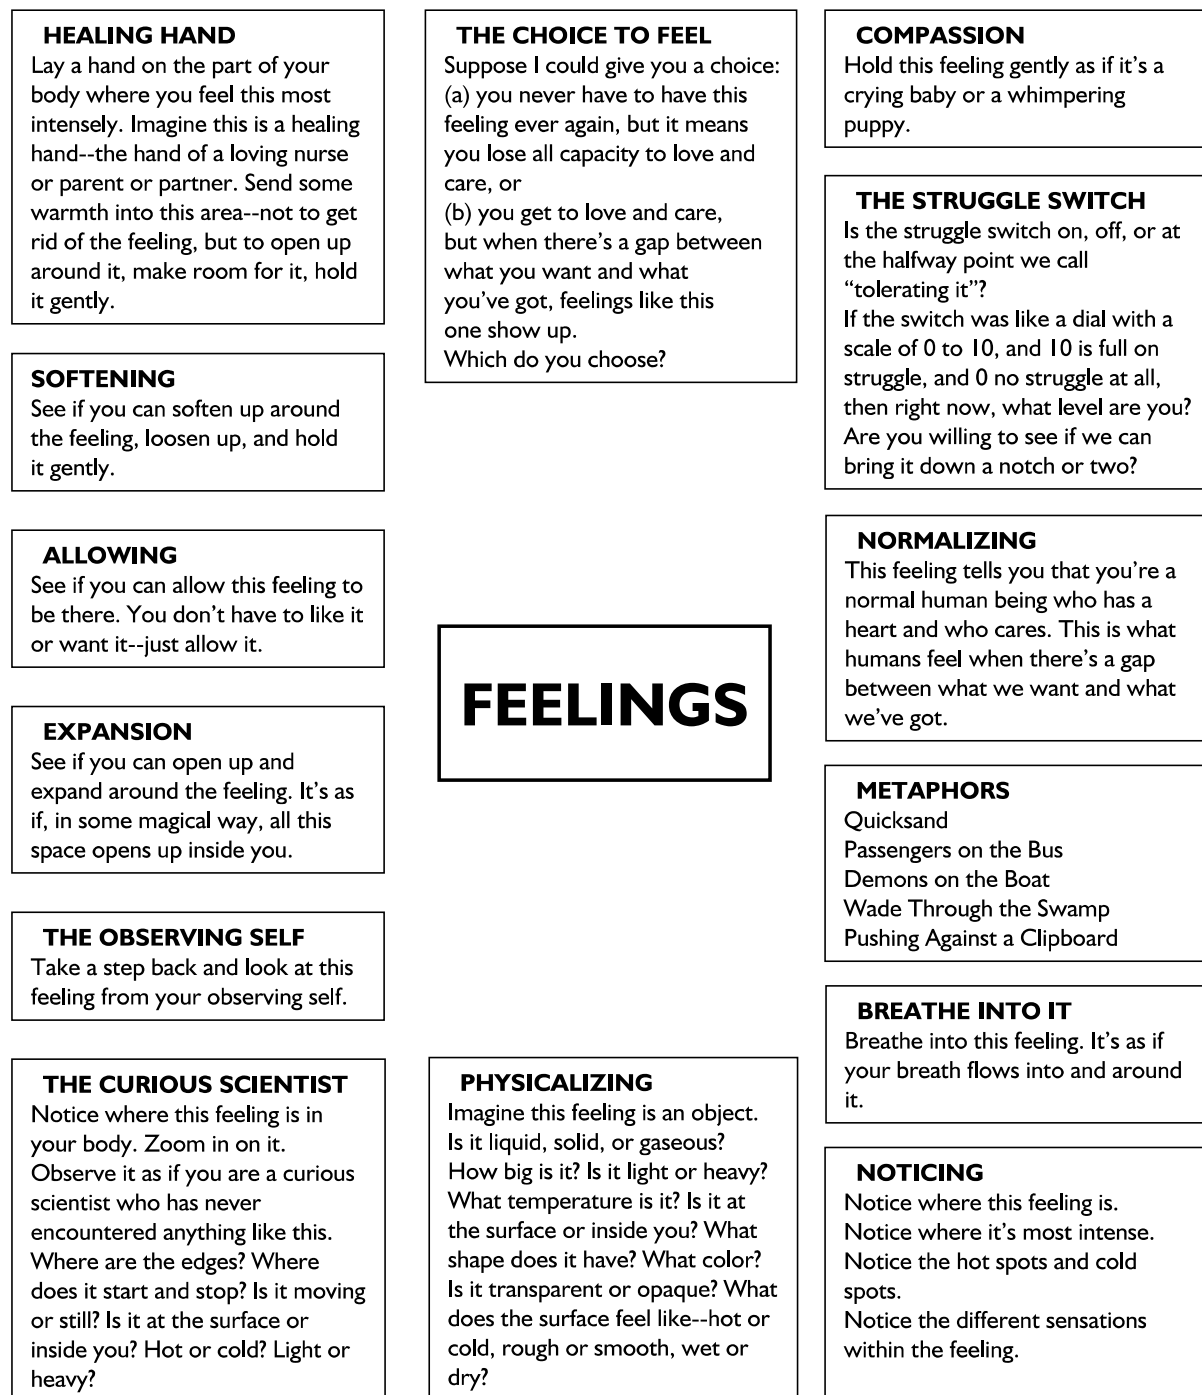 HEALING HAND
Lay a hand on the part of your
body where you feel this most
intensely. Imagine this is a healing
hand--the hand of a loving nurse
or parent or partner. Send some
warmth into this area--not to get
rid of the feeling, but to open up
around it, make room for it, hold
it gently.
SOFTENING
See if you can soften up around
the feeling, loosen up, and hold
it gently.
ALLOWING
See if you can allow this feeling to
be there. You don't have to like it
or want it--just allow it.
EXPANSION
See if you can open up and
expand around the feeling. It's as
if, in some magical way, all this
space opens up inside you.
THE OBSERVING SELF
Take a step back and look at this
feeling from your observing self.
THE CURIOUS SCIENTIST
Notice where this feeling is in
your body. Zoom in on it.
Observe it as if you are a curious
scientist who has never
encountered anything like this.
Where are the edges? Where
does it start and stop? Is it moving
or still? Is it at the surface or
inside you? Hot or cold? Light or
heavy?
THE CHOICE TO FEEL
Suppose I could give you a choice:
(a) you never have to have this
feeling ever again, but it means
you lose all capacity to love and
care, or
(b) you get to love and care,
but when there's a gap between
what you want and what
you've got, feelings like this
one show up.
Which do you choose?
FEELINGS
PHYSICALIZING
Imagine this feeling is an object.
Is it liquid, solid, or gaseous?
How big is it? Is it light or heavy?
What temperature is it? Is it at
the surface or inside you? What
shape does it have? What color?
Is it transparent or opaque? What
does the surface feel like--hot or
cold, rough or smooth, wet or
dry?
COMPASSION
Hold this feeling gently as if it's a
crying baby or a whimpering
puppy.
THE STRUGGLE SWITCH
Is the struggle switch on, off, or at
the halfway point we call
“tolerating it”?
If the switch was like a dial with a
scale of 0 to 10, and 10 is full on
struggle, and 0 no struggle at all,
then right now, what level are you?
Are you willing to see if we can
bring it down a notch or two?
NORMALIZING
This feeling tells you that you're a
normal human being who has a
heart and who cares. This is what
humans feel when there's a gap
between what we want and what
we've got.
METAPHORS
Quicksand
Passengers on the Bus
Demons on the Boat
Wade Through the Swamp
Pushing Against a Clipboard
BREATHE INTO IT
Breathe into this feeling. It's as if
your breath flows into and around
it.
NOTICING
Notice where this feeling is.
Notice where it's most intense.
Notice the hot spots and cold
spots.
Notice the different sensations
within the feeling.